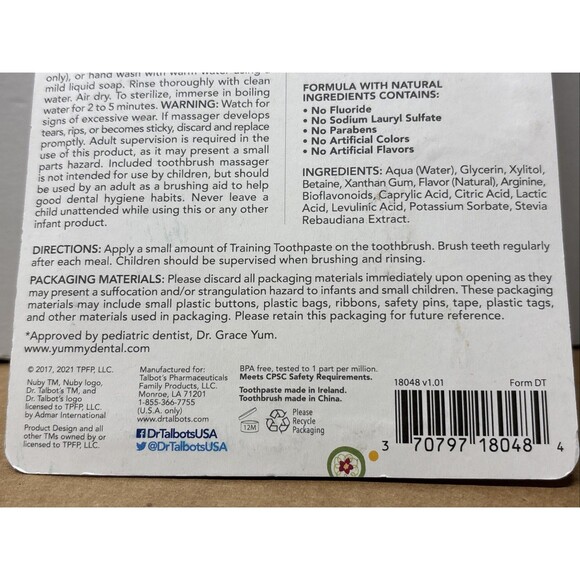 only), or hand wash with warm water using a
mild liquid soap. Rinse thoroughly with clean
water. Air dry. To sterilize, immerse in boiling
water for 2 to 5 minutes. WARNING: Watch for
signs of excessive wear. If massager develops
tears, rips, or becomes sticky, discard and replace
promptly. Adult supervision is required in the
use of this product, as it may present a small
parts hazard. Included toothbrush massager
is not intended for use by children, but should
be used by an adult as a brushing aid to help
good dental hygiene habits. Never leave a
child unattended while using this or any other
infant product.
FORMULA WITH NATURAL
INGREDIENTS CONTAINS:
• No Fluoride
• No Sodium Lauryl Sulfate
• No Parabens
• No Artificial Colors
• No Artificial Flavors
INGREDIENTS: Aqua (Water), Glycerin, Xylitol,
Betaine, Xanthan Gum, Flavor (Natural), Arginine,
Bioflavonoids, Caprylic Acid, Citric Acid, Lactic
Acid, Levulinic Acid, Potassium Sorbate, Stevia
Rebaudiana Extract.
DIRECTIONS: Apply a small amount of Training Toothpaste on the toothbrush. Brush teeth regularly
after each meal. Children should be supervised when brushing and rinsing.
PACKAGING MATERIALS: Please discard all packaging materials immediately upon opening as they
may present a suffocation and/or strangulation hazard to infants and small children. These packaging
materials may include small plastic buttons, plastic bags, ribbons, safety pins, tape, plastic tags,
and other materials used in packaging. Please retain this packaging for future reference.
*Approved by pediatric dentist, Dr. Grace Yum.
www.yummydental.com
© 2017, 2021 TPFP, LLC.
Nuby TM, Nuby logo,
Dr. Talbot's TM, and
Dr. Talbot's logo
licensed to TPFP, LLC.
by Admar International
Product Design and all
other TMs owned by or
licensed to TPFP, LLC.
Manufactured for:
Talbot's Pharmaceuticals
Family Products, LLC.
Monroe, LA 71201
1-855-366-7755
(U.S.A. only)
www.drtalbots.com
DrTalbotsUSA
@DrTalbotsUSA
BPA free, tested to 1 part per million.
Meets CPSC Safety Requirements.
Toothpaste made in Ireland.
Toothbrush made in China.
12M
Please
Recycle
Packaging
18048 v1.01 Form DT
3 70797 18048 4